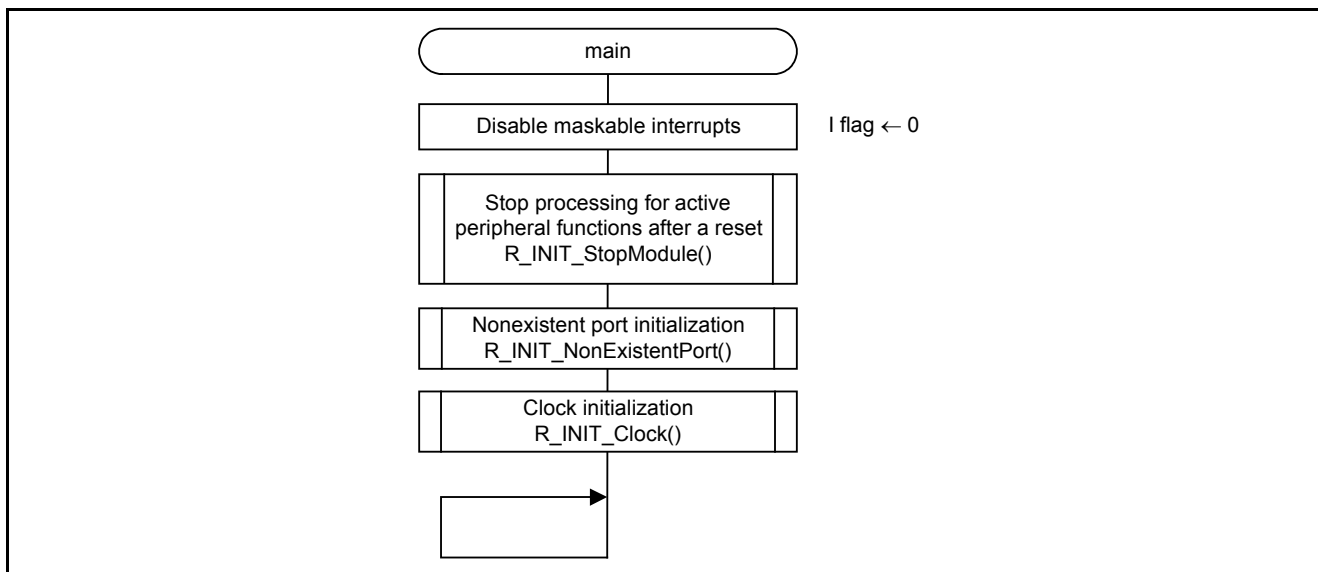 main
Disable maskable interrupts
I flag ← 0
Stop processing for active
peripheral functions after a reset
R_INIT_StopModule()
Nonexistent port initialization
R_INIT_NonExistentPort()
Clock initialization
R_INIT_Clock()